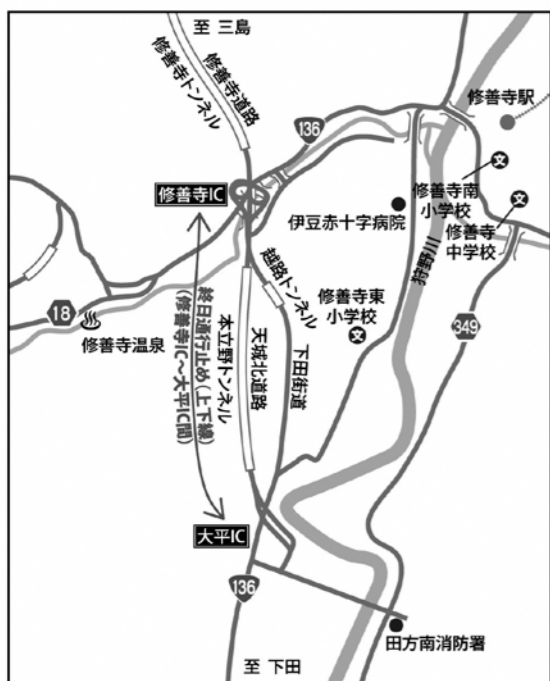 至 三島
修善寺道路
修善寺トンネル
136
修善寺駅
文
修善寺南
小学校
文
修善寺
中学校
修善寺IC
伊豆赤十字病院
狩野川
越路トンネル
修善寺東
小学校
文
349
18
修善寺温泉
終日通行止め(上下線)
(修善寺IC~大平IC間)
本立野トンネル
天城北道路
下田街道
大平IC
136
田方南消防署
至 下田